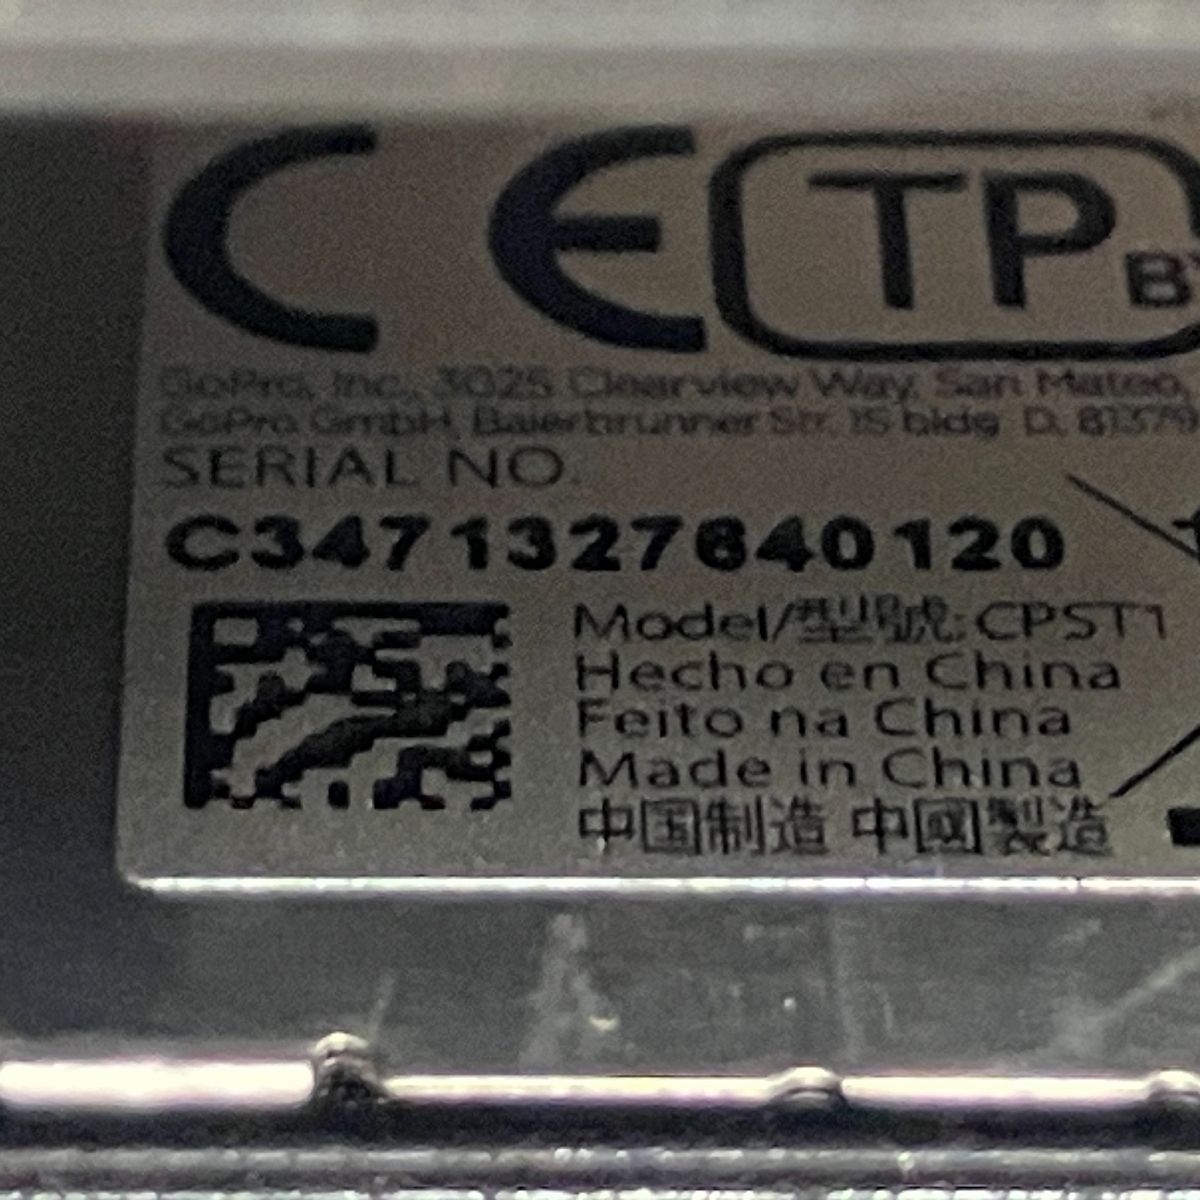 CE TP BY
GoPro, Inc., 3025 Clearview Way, San Mateo,
GoPro GmbH, Baierbrunner Str. 15 bldg D, 81379
SERIAL NO.
C3471327640120
Model/型號: CPST1
Hecho en China
Feito na China
Made in China
中国制造 中國製造